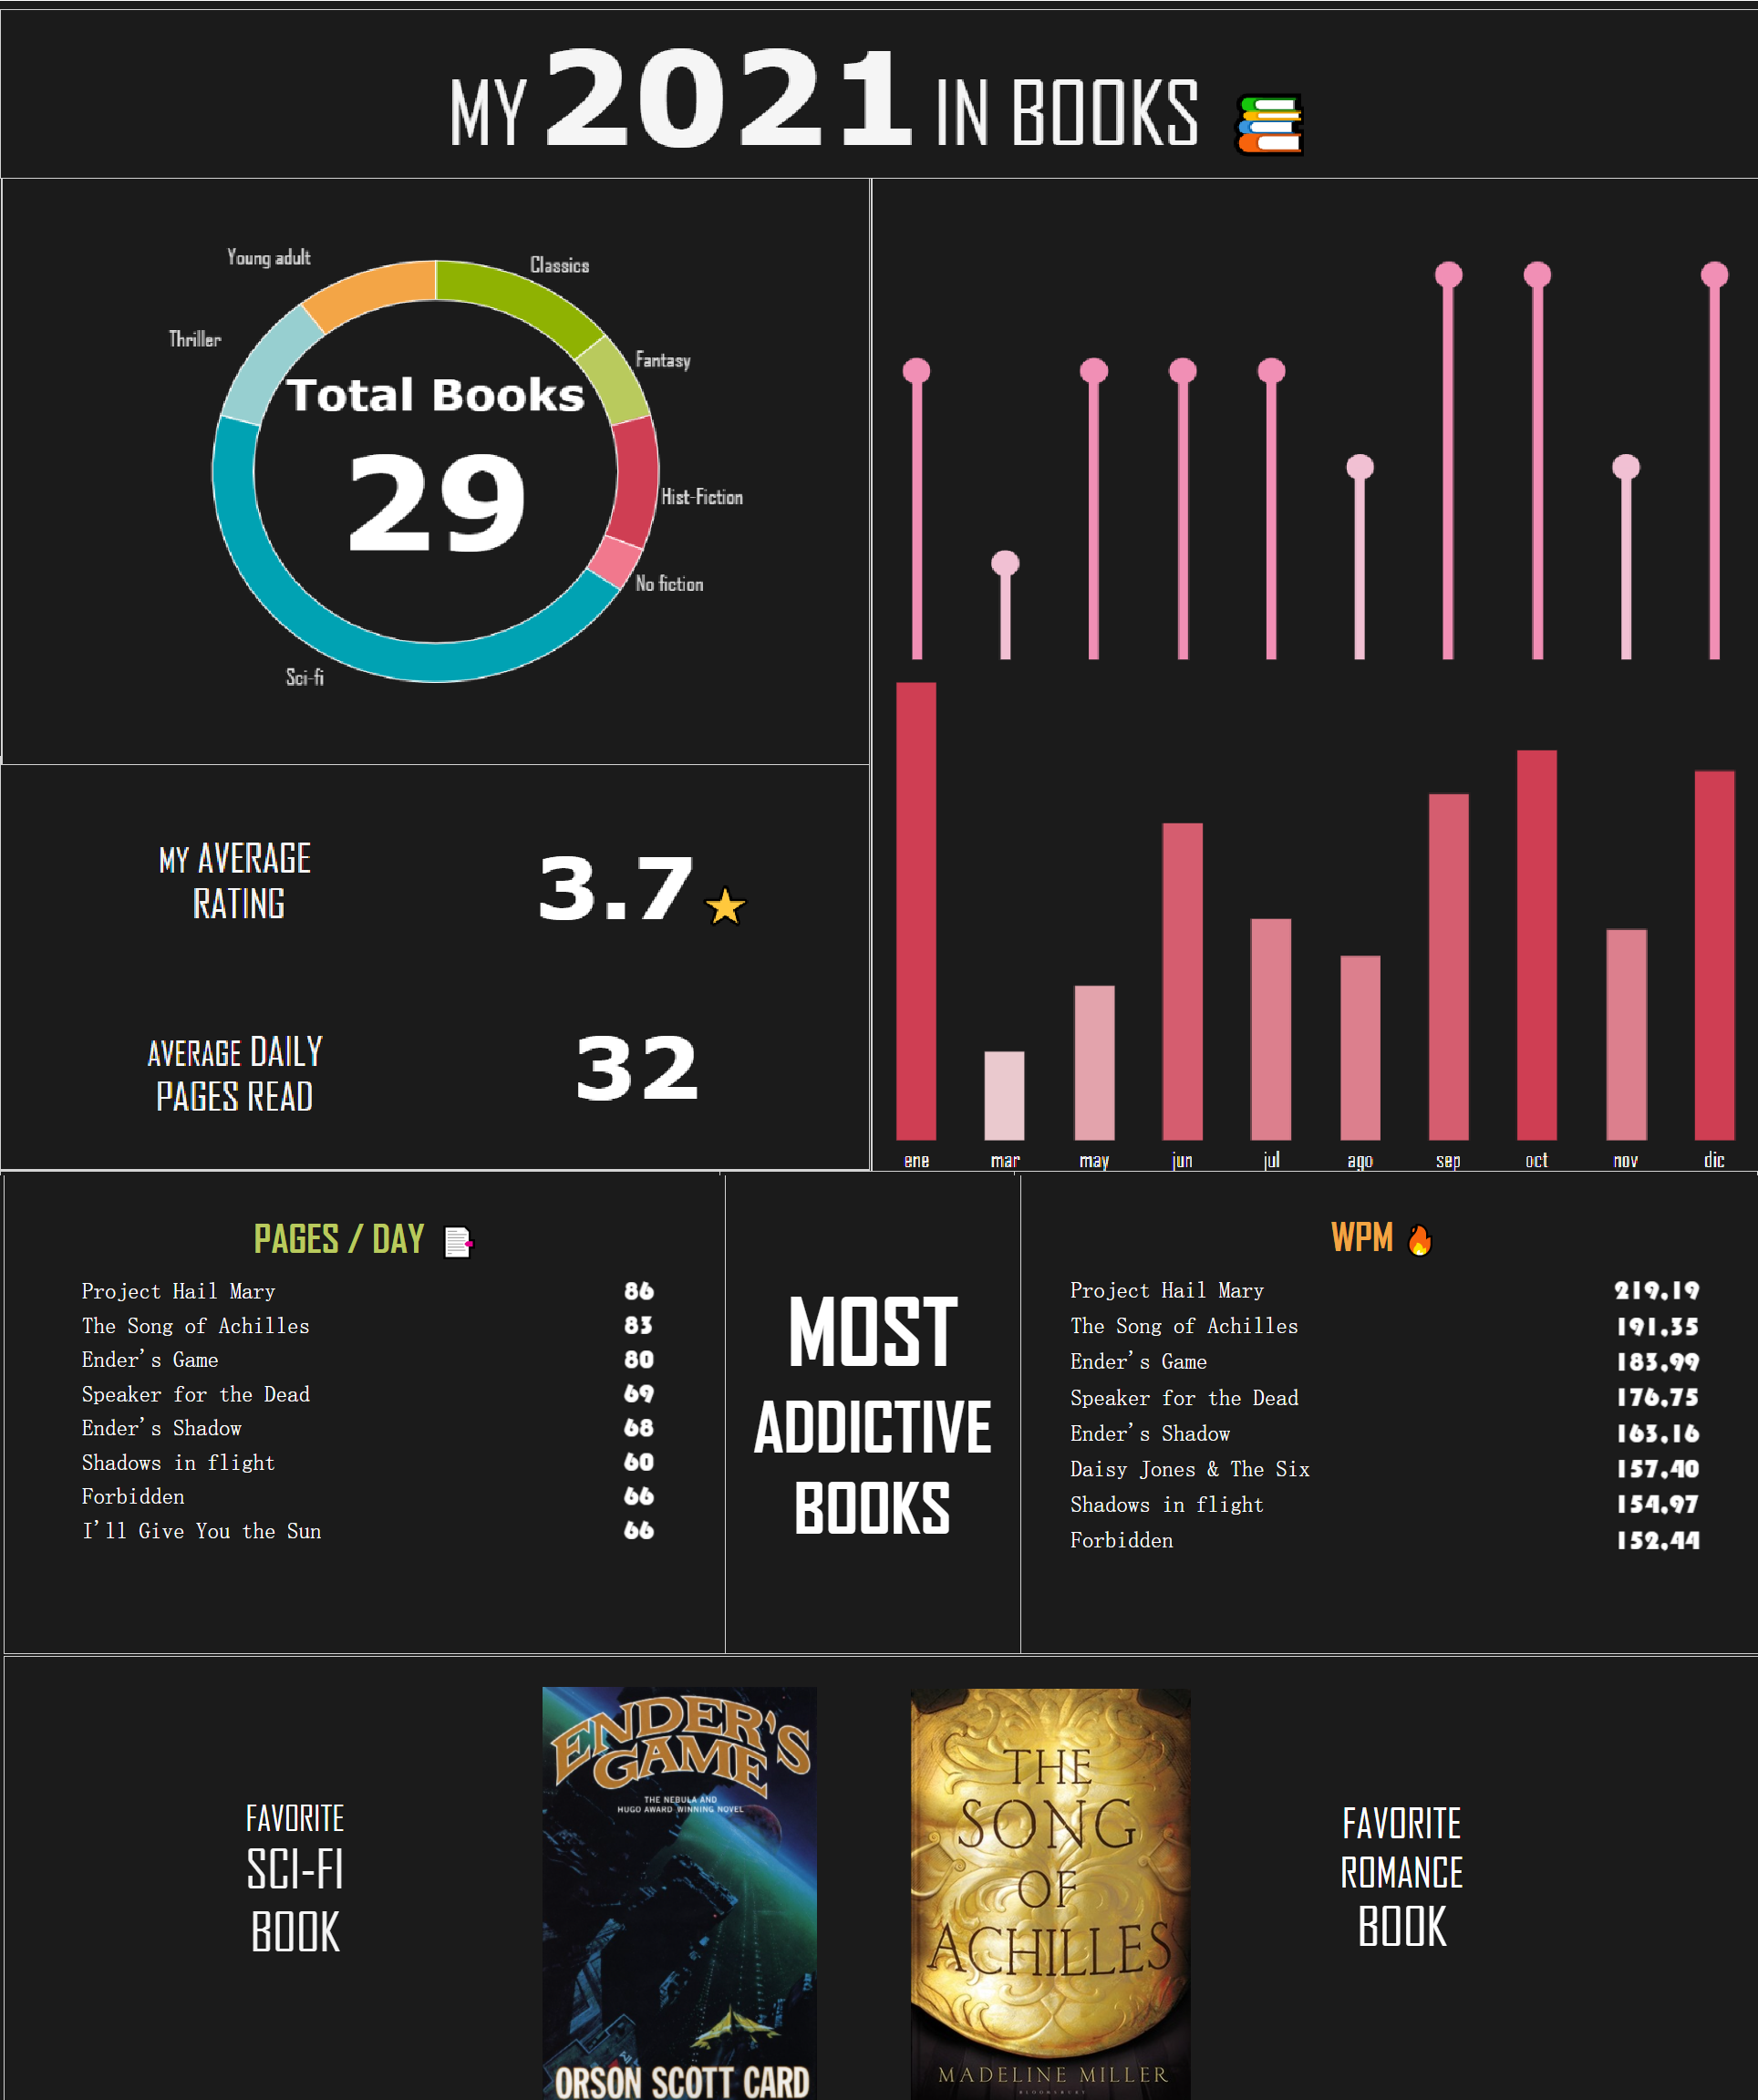 MY 2021 IN BOOKS
Young adult
Classics
Thriller
Fantasy
Total Books
29
Hist-Fiction
No fiction
Sci-fi
MY AVERAGE
RATING
3.7
AVERAGE DAILY
PAGES READ
32
ene mar may jun jul ago sep oct nov dic
PAGES / DAY
Project Hail Mary 86
The Song of Achilles 83
Ender's Game 80
Speaker for the Dead 69
Ender's Shadow 68
Shadows in flight 60
Forbidden 66
I'll Give You the Sun 66
MOST
ADDICTIVE
BOOKS
WPM
Project Hail Mary 219,19
The Song of Achilles 191,35
Ender's Game 183,99
Speaker for the Dead 176,75
Ender's Shadow 163,16
Daisy Jones & The Six 157,40
Shadows in flight 154,97
Forbidden 152,44
FAVORITE
SCI-FI
BOOK
ENDER'S
GAME
THE NEBULA AND
HUGO AWARD WINNING NOVEL
ORSON SCOTT CARD
THE
SONG
OF
ACHILLES
MADELINE MILLER
BLOOMSBURY
FAVORITE
ROMANCE
BOOK